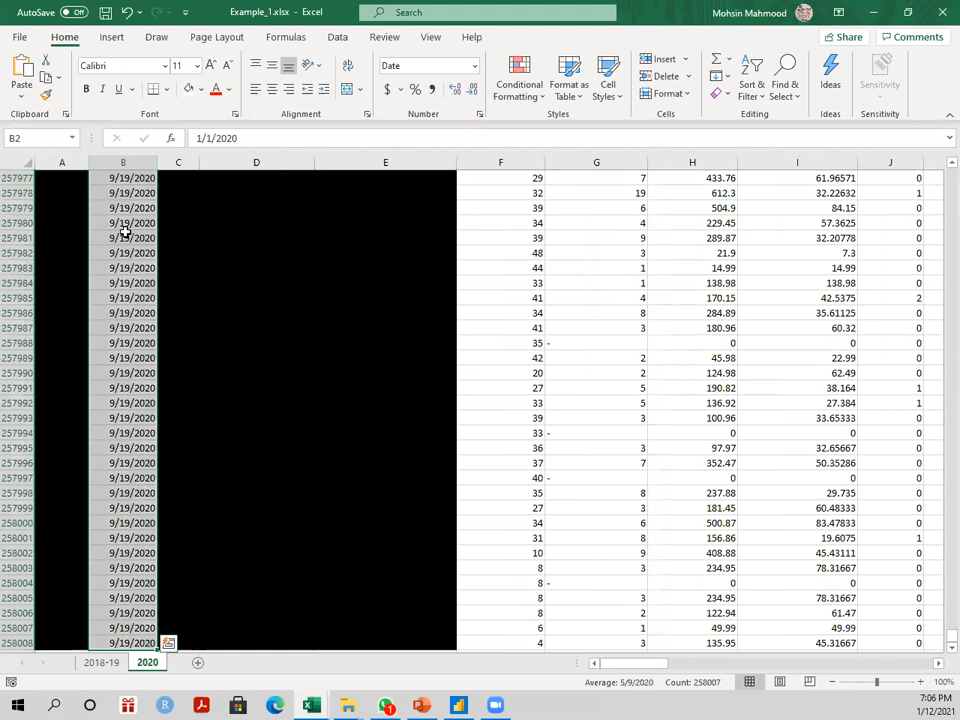 AutoSave Off Example_1.xlsx - Excel Search Mohsin Mahmood
File Home Insert Draw Page Layout Formulas Data Review View Help Share Comments
Paste Calibri 11 A A ab Date Conditional Formatting Format as Table Cell Styles Insert Delete Format Sort & Filter Find & Select Ideas Sensitivity
B I U A $ % 9
Clipboard Font Alignment Number Styles Cells Editing Ideas Sensitivity
B2 fx 1/1/2020
A B C D E F G H I J
257977 9/19/2020 29 7 433.76 61.96571 0
257978 9/19/2020 32 19 612.3 32.22632 1
257979 9/19/2020 39 6 504.9 84.15 0
257980 9/19/2020 34 4 229.45 57.3625 0
257981 9/19/2020 39 9 289.87 32.20778 0
257982 9/19/2020 48 3 21.9 7.3 0
257983 9/19/2020 44 1 14.99 14.99 0
257984 9/19/2020 33 1 138.98 138.98 0
257985 9/19/2020 41 4 170.15 42.5375 2
257986 9/19/2020 34 8 284.89 35.61125 0
257987 9/19/2020 41 3 180.96 60.32 0
257988 9/19/2020 35 - 0 0 0
257989 9/19/2020 42 2 45.98 22.99 0
257990 9/19/2020 20 2 124.98 62.49 0
257991 9/19/2020 27 5 190.82 38.164 1
257992 9/19/2020 33 5 136.92 27.384 1
257993 9/19/2020 39 3 100.96 33.65333 0
257994 9/19/2020 33 - 0 0 0
257995 9/19/2020 36 3 97.97 32.65667 0
257996 9/19/2020 37 7 352.47 50.35286 0
257997 9/19/2020 40 - 0 0 0
257998 9/19/2020 35 8 237.88 29.735 0
257999 9/19/2020 27 3 181.45 60.48333 0
258000 9/19/2020 34 6 500.87 83.47833 0
258001 9/19/2020 31 8 156.86 19.6075 1
258002 9/19/2020 10 9 408.88 45.43111 0
258003 9/19/2020 8 3 234.95 78.31667 0
258004 9/19/2020 8 - 0 0 0
258005 9/19/2020 8 3 234.95 78.31667 0
258006 9/19/2020 8 2 122.94 61.47 0
258007 9/19/2020 6 1 49.99 49.99 0
258008 9/19/2020 4 3 135.95 45.31667 0
2018-19 2020
Average: 5/9/2020 Count: 258007 100%
7:06 PM
1/12/2021